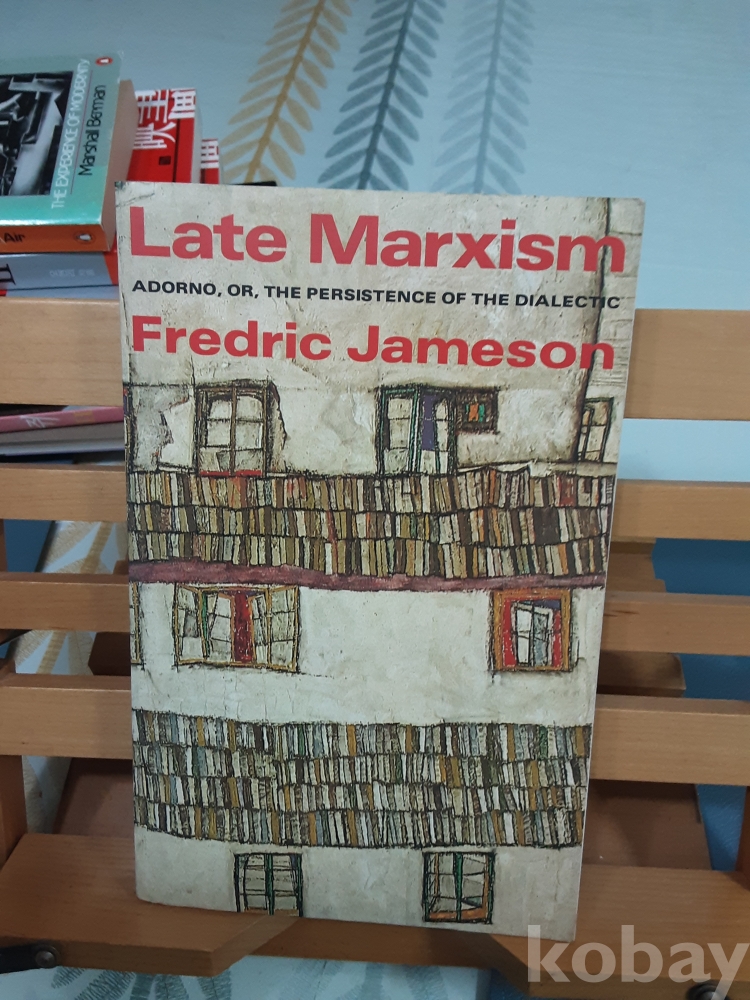 THE EXPERIENCE OF MODERNITY
Marshall Berman
Air
Late Marxism
ADORNO, OR, THE PERSISTENCE OF THE DIALECTIC
Fredric Jameson
kobay